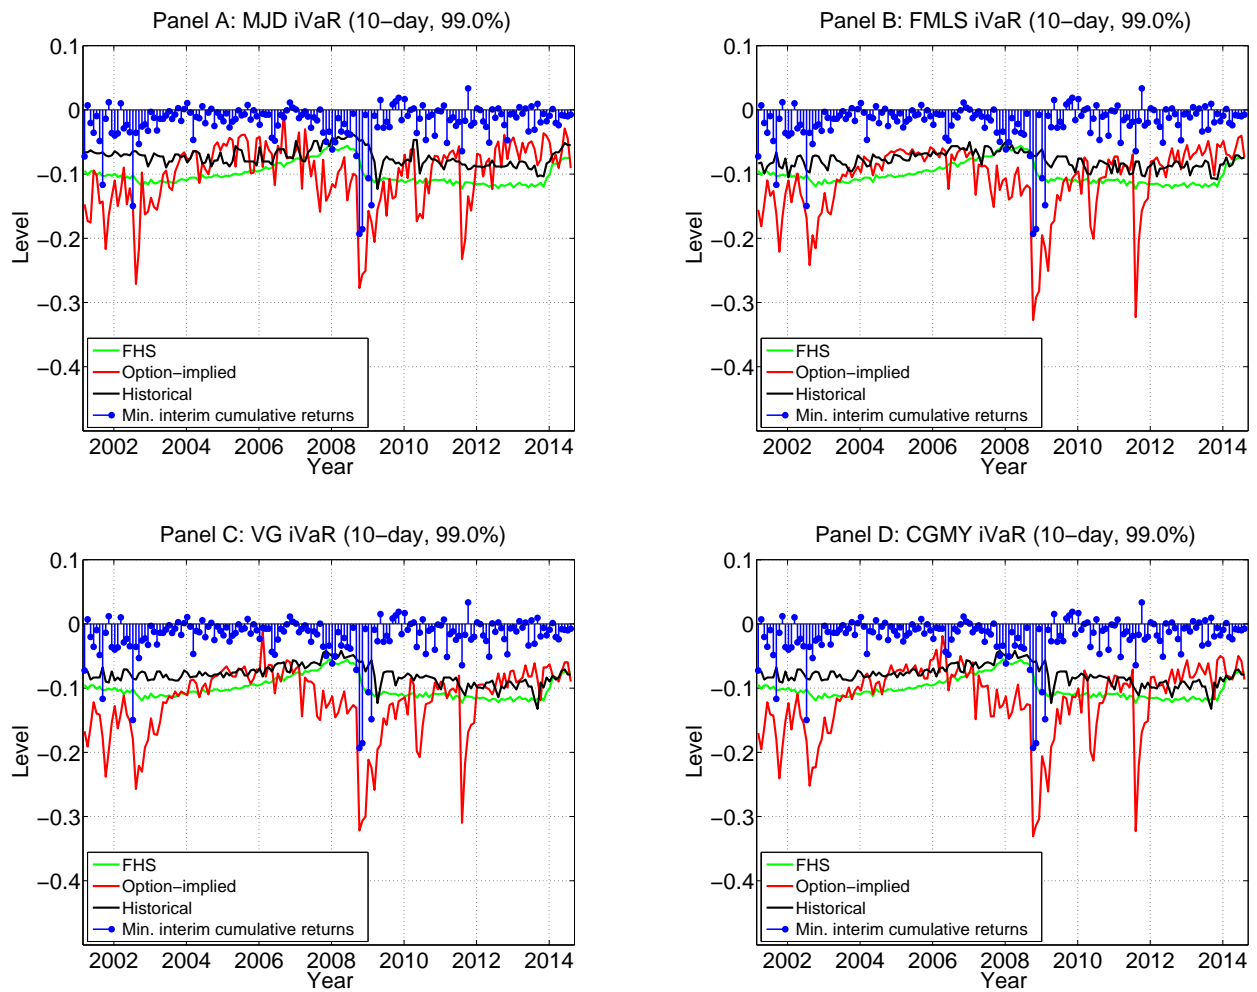 Panel A: MJD iVaR (10−day, 99.0%)
0.1
0
−0.1
−0.2
−0.3
−0.4
Level
FHS
Option−implied
Historical
Min. interim cumulative returns
2002 2004 2006 2008 2010 2012 2014
Year
Panel B: FMLS iVaR (10−day, 99.0%)
0.1
0
−0.1
−0.2
−0.3
−0.4
Level
FHS
Option−implied
Historical
Min. interim cumulative returns
2002 2004 2006 2008 2010 2012 2014
Year
Panel C: VG iVaR (10−day, 99.0%)
0.1
0
−0.1
−0.2
−0.3
−0.4
Level
FHS
Option−implied
Historical
Min. interim cumulative returns
2002 2004 2006 2008 2010 2012 2014
Year
Panel D: CGMY iVaR (10−day, 99.0%)
0.1
0
−0.1
−0.2
−0.3
−0.4
Level
FHS
Option−implied
Historical
Min. interim cumulative returns
2002 2004 2006 2008 2010 2012 2014
Year